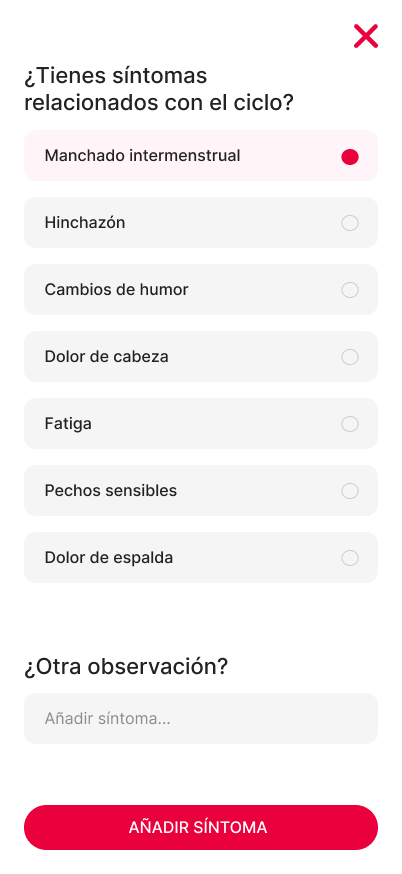 ¿Tienes síntomas
relacionados con el ciclo?
Manchado intermenstrual
Hinchazón
Cambios de humor
Dolor de cabeza
Fatiga
Pechos sensibles
Dolor de espalda
¿Otra observación?
Añadir síntoma...
AÑADIR SÍNTOMA